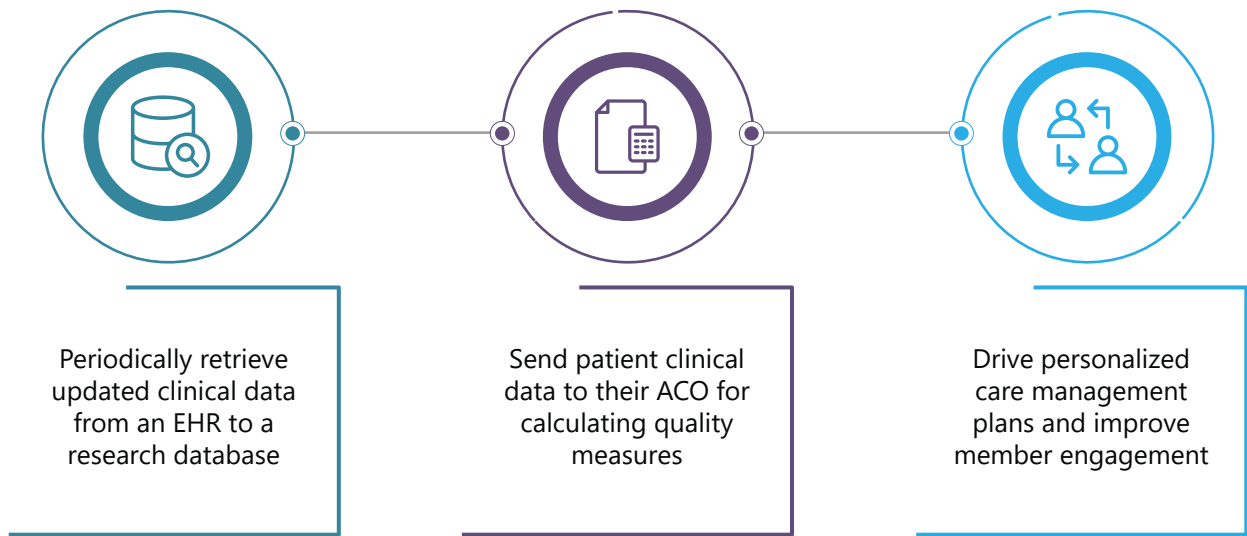 Periodically retrieve
updated clinical data
from an EHR to a
research database
Send patient clinical
data to their ACO for
calculating quality
measures
Drive personalized
care management
plans and improve
member engagement